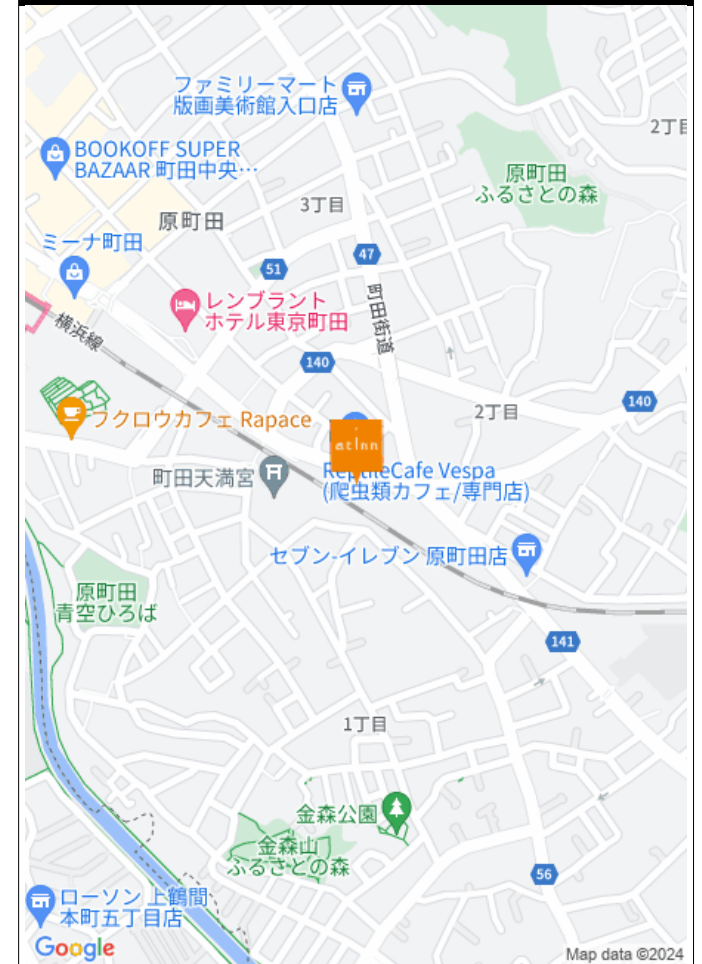 ファミリーマート
版画美術館入口店
2丁目
BOOKOFF SUPER
BAZAAR 町田中央…
原町田
ふるさとの森
3丁目
原町田
ミーナ町田
47
51
レンブラント
ホテル東京町田
町田街道
横浜線
140
140
2丁目
フクロウカフェ Rapace
at inn
町田天満宮
ReptileCafe Vespa
(爬虫類カフェ/専門店)
セブン-イレブン 原町田店
原町田
青空ひろば
141
1丁目
金森公園
金森山
ふるさとの森
56
ローソン 上鶴間
本町五丁目店
Google
Map data ©2024